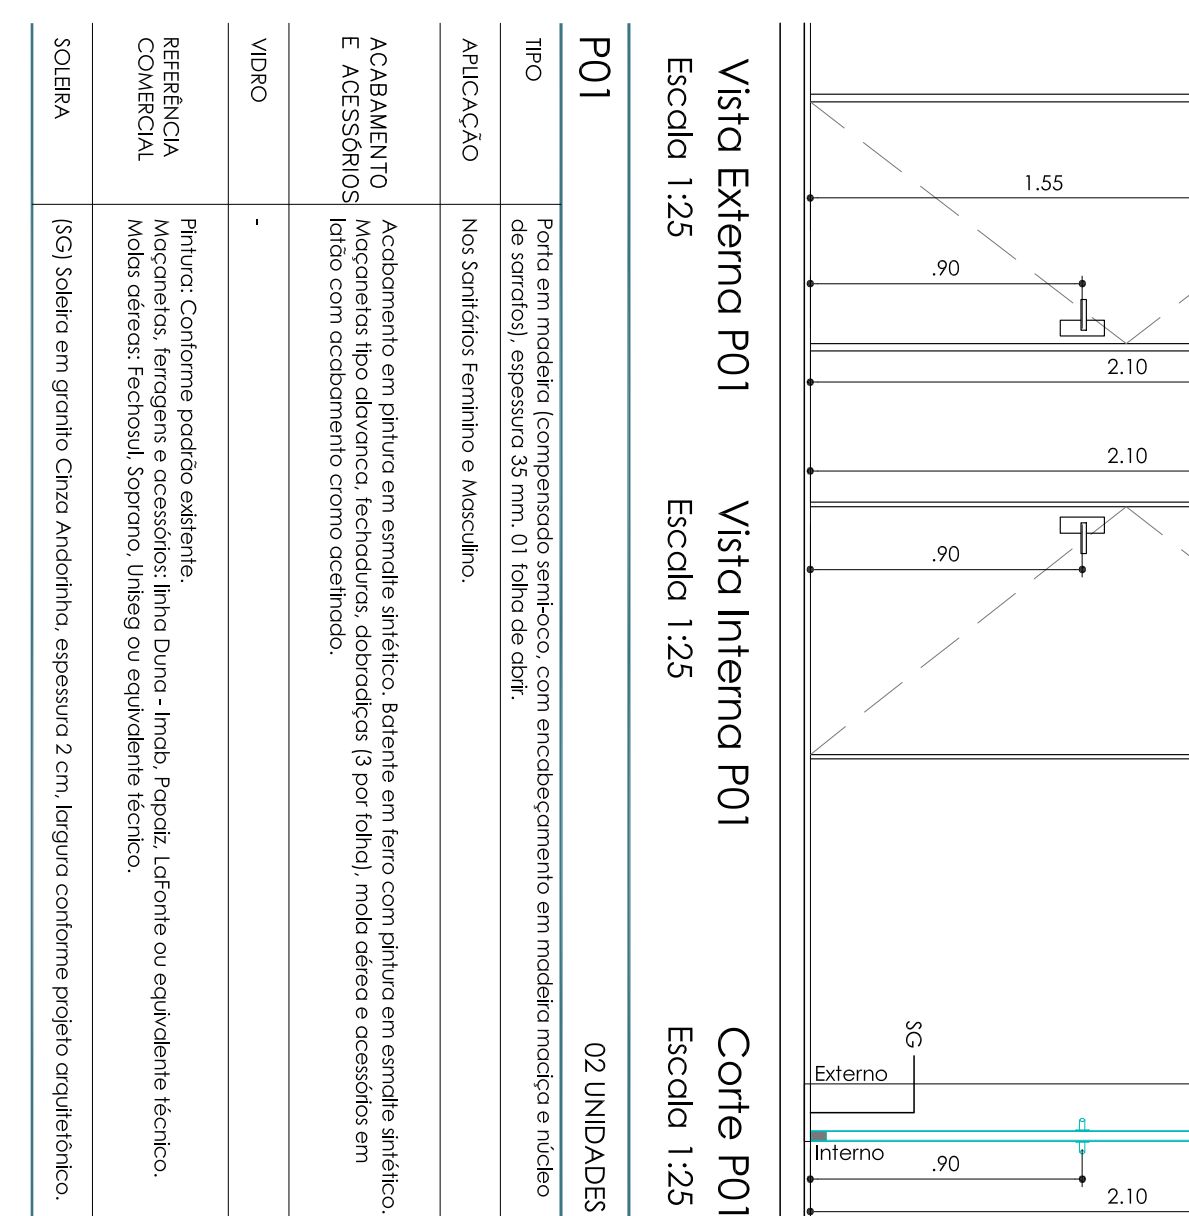 1.55
.90
2.10
2.10
.90
SG
Externo
Interno
.90
2.10
Vista Externa P01
Escala 1:25
Vista Interna P01
Escala 1:25
Corte P01
Escala 1:25
P01
02 UNIDADES
TIPO
Porta em madeira (compensado semi-oco, com encabeçamento em madeira maciça e núcleo
de sarrafos), espessura 35 mm. 01 folha de abrir.
APLICAÇÃO
Nos Sanitários Feminino e Masculino.
ACABAMENTO
E ACESSÓRIOS
Acabamento em pintura em esmalte sintético. Batente em ferro com pintura em esmalte sintético.
Maçanetas tipo alavanca, fechaduras, dobradiças (3 por folha), mola aérea e acessórios em
latão com acabamento cromo acetinado.
VIDRO
-
REFERÊNCIA
COMERCIAL
Pintura: Conforme padrão existente.
Maçanetas, ferragens e acessórios: linha Duna - Imab, Papaiz, LaFonte ou equivalente técnico.
Molas aéreas: Fechosul, Soprano, Uniseg ou equivalente técnico.
SOLEIRA
(SG) Soleira em granito Cinza Andorinha, espessura 2 cm, largura conforme projeto arquitetônico.